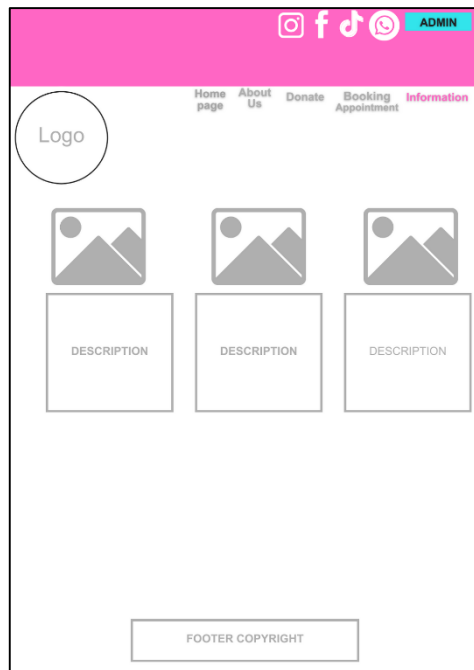 ADMIN
Home page
About Us
Donate
Booking Appointment
Information
Logo
DESCRIPTION
DESCRIPTION
DESCRIPTION
FOOTER COPYRIGHT